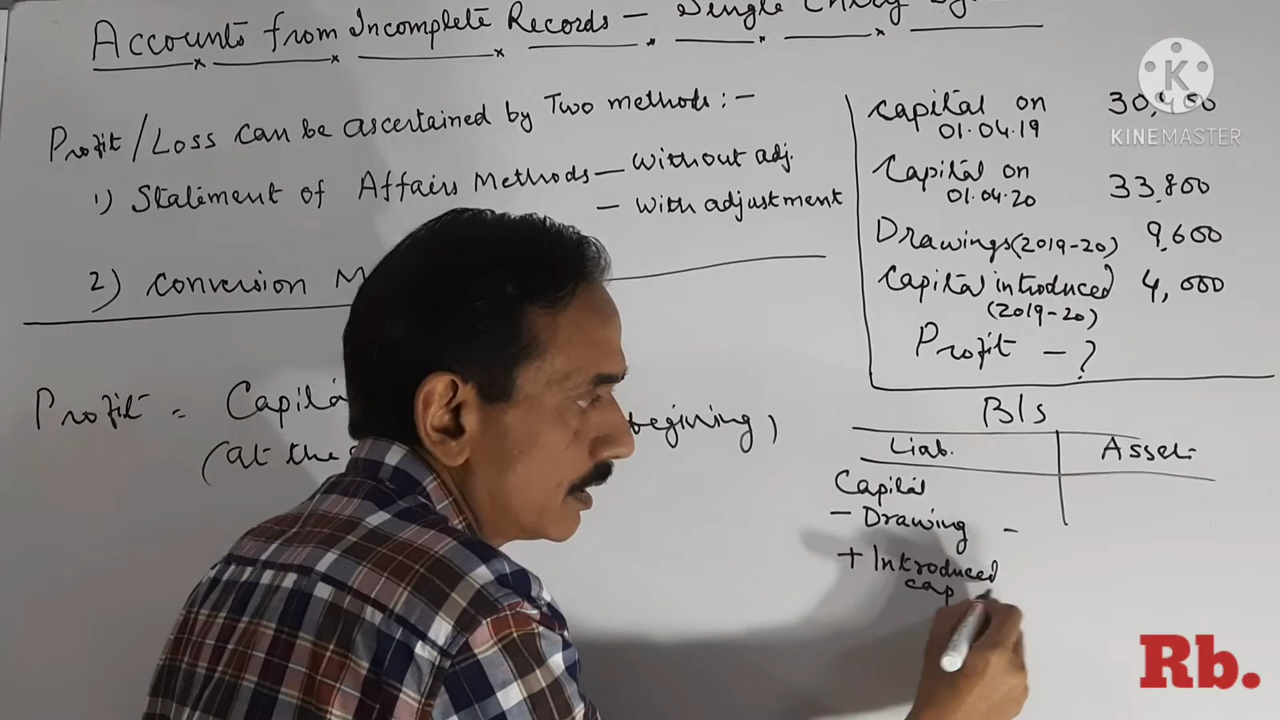 Accounts from Incomplete Records – Single Entry
Profit/Loss can be ascertained by Two methods :-
1) Statement of Affairs Methods – Without adj.
– With adjustment
2) Conversion
Profit = Capital
(at the
begining)
Capital on
01.04.19
Capital on 33,800
01.04.20
Drawings (2019-20) 9,600
Capital introduced 4,000
(2019-20)
Profit – ?
B/S
Liab. Asset
Capital
– Drawing –
+ Introduced
cap
K
KINEMASTER
Rb.